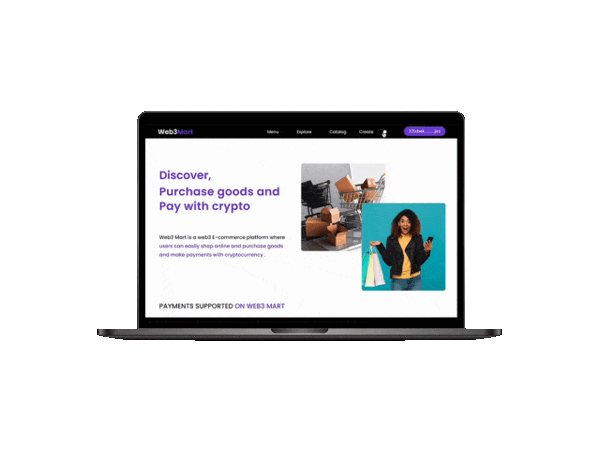 Web3Mart
Menu Explore Catalog Create
Discover,
Purchase goods and
Pay with crypto
Web3 Mart is a web3 E-commerce platform where
users can easily shop online and purchase goods
and make payments with cryptocurrency .
PAYMENTS SUPPORTED ON WEB3 MART